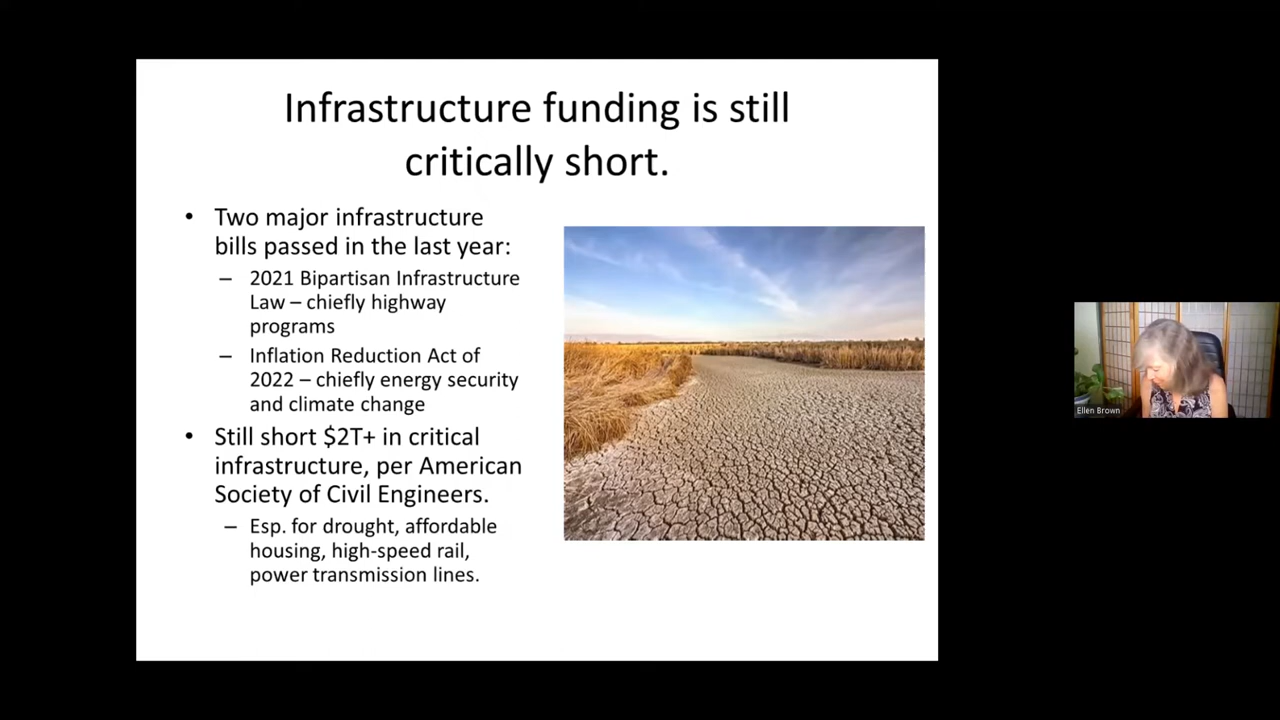 Infrastructure funding is still
critically short.
• Two major infrastructure
bills passed in the last year:
– 2021 Bipartisan Infrastructure
Law – chiefly highway
programs
– Inflation Reduction Act of
2022 – chiefly energy security
and climate change
• Still short $2T+ in critical
infrastructure, per American
Society of Civil Engineers.
– Esp. for drought, affordable
housing, high-speed rail,
power transmission lines.
Ellen Brown